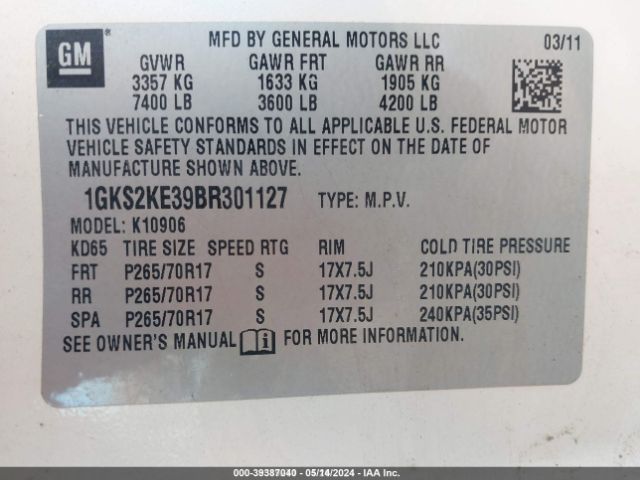 GM
MFD BY GENERAL MOTORS LLC 03/11
GVWR GAWR FRT GAWR RR
3357 KG 1633 KG 1905 KG
7400 LB 3600 LB 4200 LB
THIS VEHICLE CONFORMS TO ALL APPLICABLE U.S. FEDERAL MOTOR
VEHICLE SAFETY STANDARDS IN EFFECT ON THE DATE OF
MANUFACTURE SHOWN ABOVE.
1GKS2KE39BR301127 TYPE: M.P.V.
MODEL: K10906
KD65 TIRE SIZE SPEED RTG RIM COLD TIRE PRESSURE
FRT P265/70R17 S 17X7.5J 210KPA(30PSI)
RR P265/70R17 S 17X7.5J 210KPA(30PSI)
SPA P265/70R17 S 17X7.5J 240KPA(35PSI)
SEE OWNER'S MANUAL FOR MORE INFORMATION.
000-39387040 - 05/14/2024 - IAA Inc.